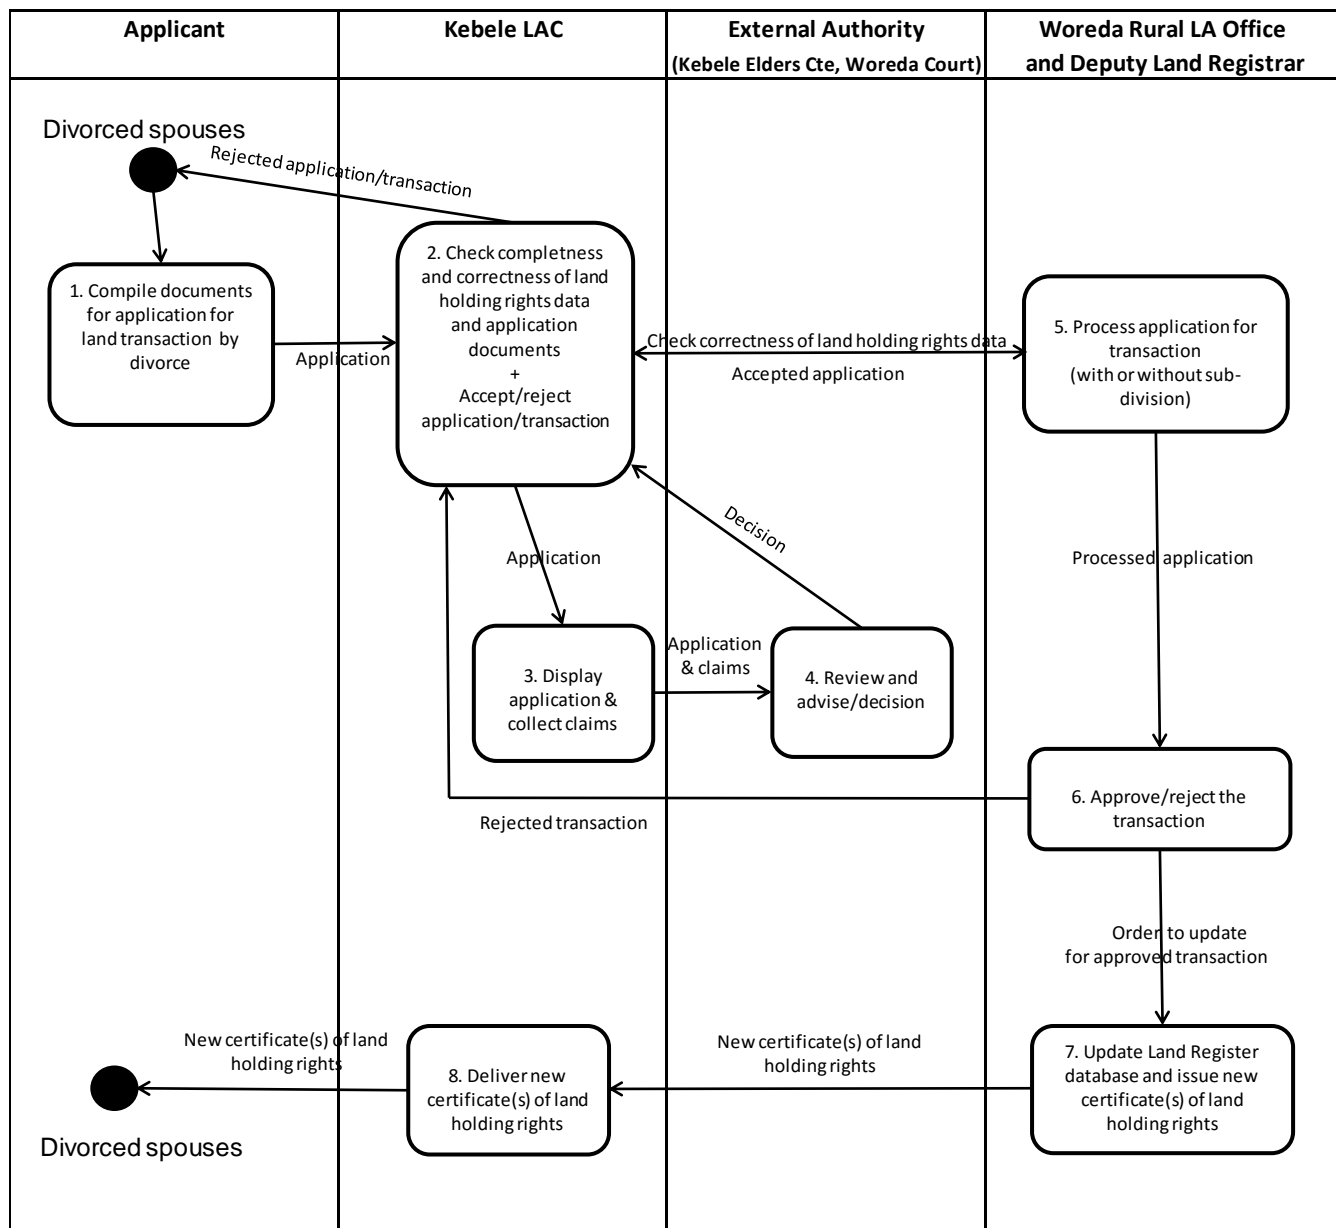 Applicant
Kebele LAC
External Authority
(Kebele Elders Cte, Woreda Court)
Woreda Rural LA Office
and Deputy Land Registrar
Divorced spouses
Rejected application/transaction
1. Compile documents
for application for
land transaction by
divorce
Application
2. Check completness
and correctness of land
holding rights data
and application
documents
+
Accept/reject
application/transaction
Check correctness of land holding rights data
Accepted application
5. Process application for
transaction
(with or without sub-
division)
Decision
Application
Processed application
3. Display
application &
collect claims
Application
& claims
4. Review and
advise/decision
Rejected transaction
6. Approve/reject the
transaction
Order to update
for approved transaction
New certificate(s) of land
holding rights
8. Deliver new
certificate(s) of land
holding rights
New certificate(s) of land
holding rights
7. Update Land Register
database and issue new
certificate(s) of land
holding rights
Divorced spouses